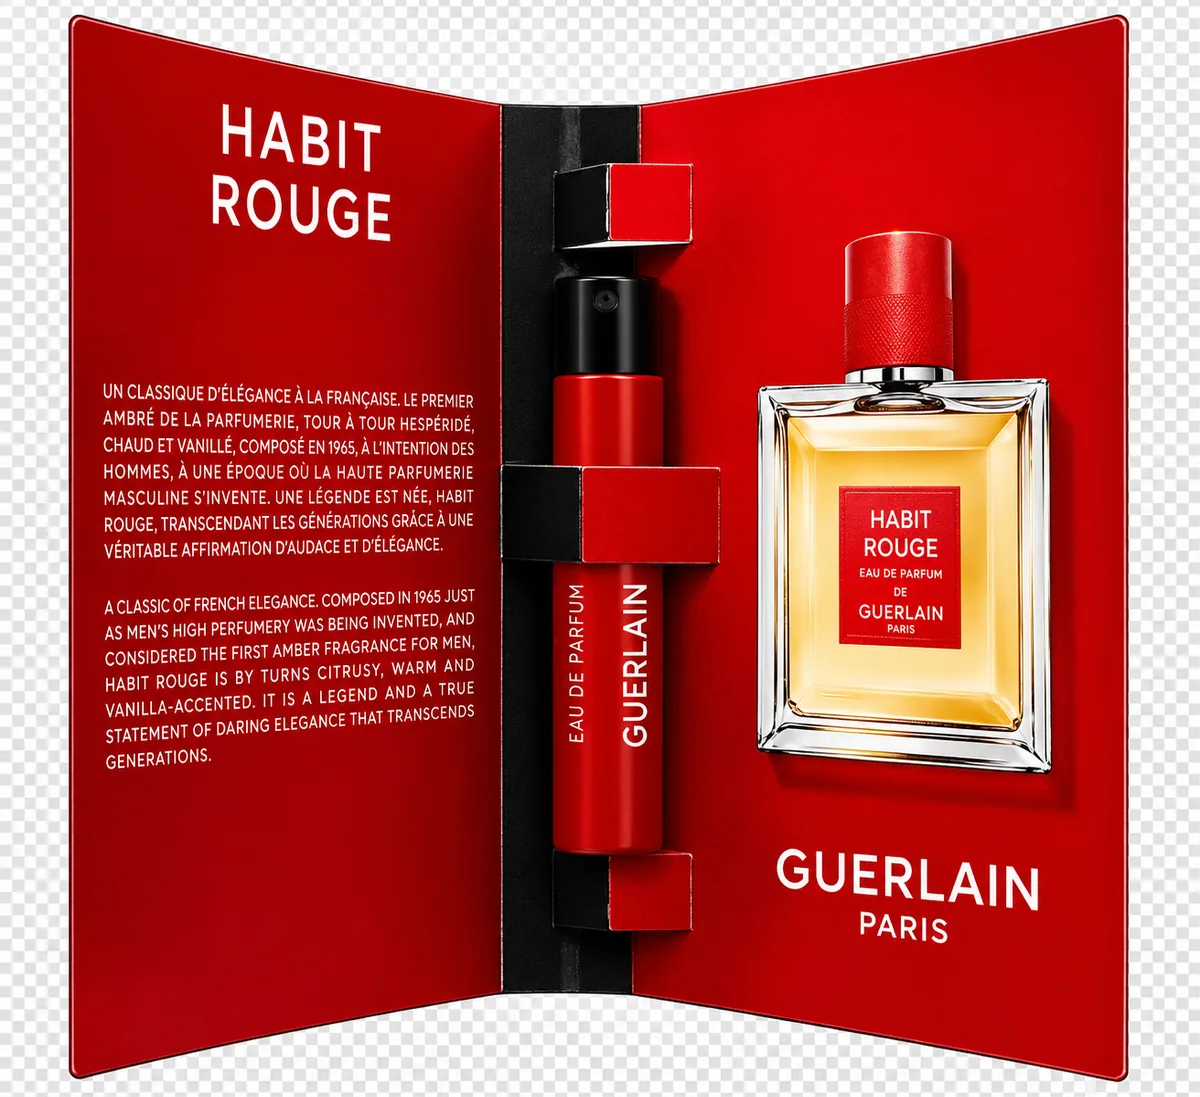 HABIT
ROUGE
UN CLASSIQUE D'ÉLÉGANCE À LA FRANÇAISE. LE PREMIER
AMBRÉ DE LA PARFUMERIE, TOUR À TOUR HESPÉRIDÉ,
CHAUD ET VANILLÉ, COMPOSÉ EN 1965, À L'INTENTION DES
HOMMES, À UNE ÉPOQUE OÙ LA HAUTE PARFUMERIE
MASCULINE S'INVENTE. UNE LÉGENDE EST NÉE, HABIT
ROUGE, TRANSCENDANT LES GÉNÉRATIONS GRÂCE À UNE
VÉRITABLE AFFIRMATION D'AUDACE ET D'ÉLÉGANCE.
A CLASSIC OF FRENCH ELEGANCE. COMPOSED IN 1965 JUST
AS MEN'S HIGH PERFUMERY WAS BEING INVENTED, AND
CONSIDERED THE FIRST AMBER FRAGRANCE FOR MEN,
HABIT ROUGE IS BY TURNS CITRUSY, WARM AND
VANILLA-ACCENTED. IT IS A LEGEND AND A TRUE
STATEMENT OF DARING ELEGANCE THAT TRANSCENDS
GENERATIONS.
EAU DE PARFUM
GUERLAIN
HABIT
ROUGE
EAU DE PARFUM
DE
GUERLAIN
PARIS
GUERLAIN
PARIS